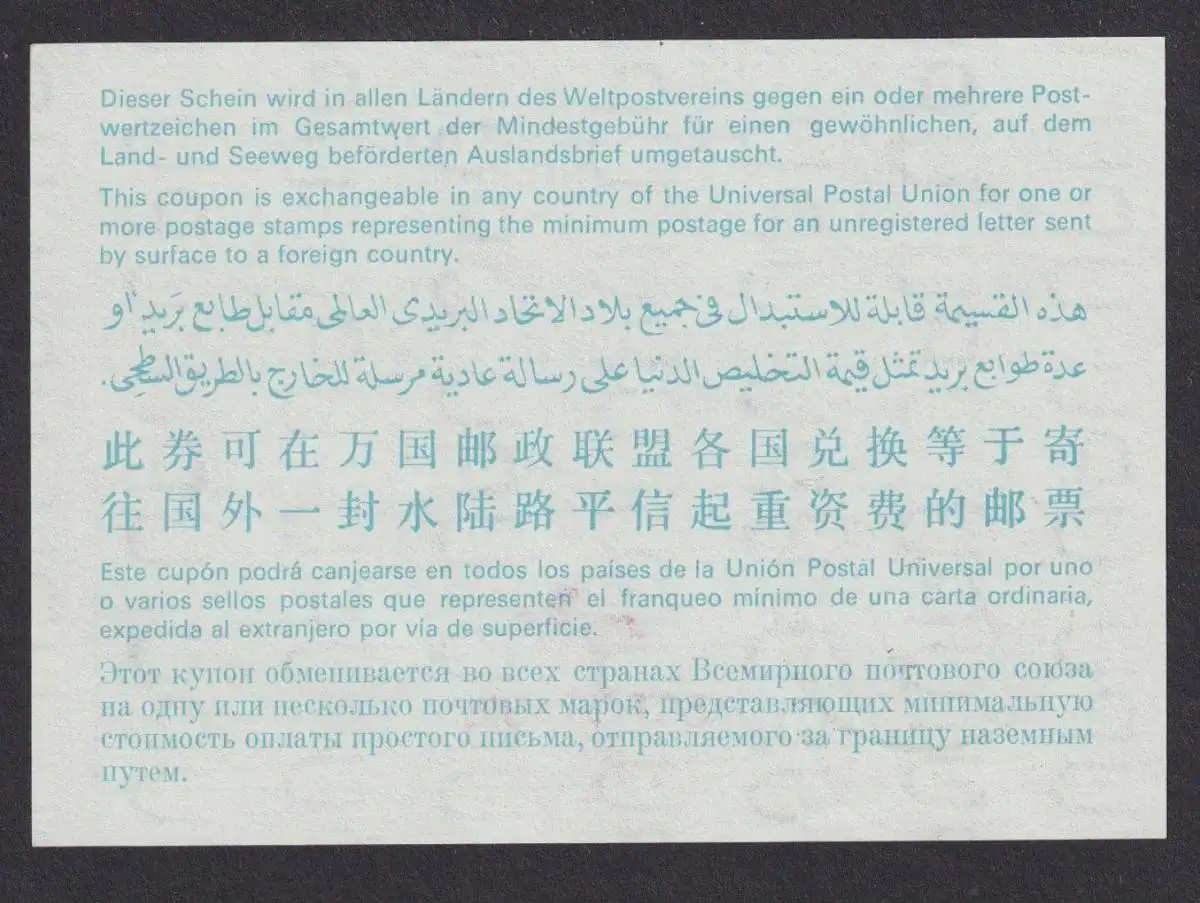 Dieser Schein wird in allen Ländern des Weltpostvereins gegen ein oder mehrere Post-
wertzeichen im Gesamtwert der Mindestgebühr für einen gewöhnlichen, auf dem
Land- und Seeweg beförderten Auslandsbrief umgetauscht.
This coupon is exchangeable in any country of the Universal Postal Union for one or
more postage stamps representing the minimum postage for an unregistered letter sent
by surface to a foreign country.
هذه القسيمة قابلة للاستبدال في جميع بلاد الاتحاد البريدى العالمى مقابل طابع بَريد أو
عدة طوابع بريد تمثل قيمة التخليص الدنيا على رسالة عادية مرسلة للخارج بالطريق السطحى.
此券可在万国邮政联盟各国兑换等于寄
往国外一封水陆路平信起重资费的邮票
Este cupón podrá canjearse en todos los países de la Unión Postal Universal por uno
o varios sellos postales que representen el franqueo mínimo de una carta ordinaria,
expedida al extranjero por vía de superficie.
Этот купон обменивается во всех странах Всемирного почтового союза
на одну или несколько почтовых марок, представляющих минимальную
стоимость оплаты простого письма, отправляемого за границу наземным
путем.